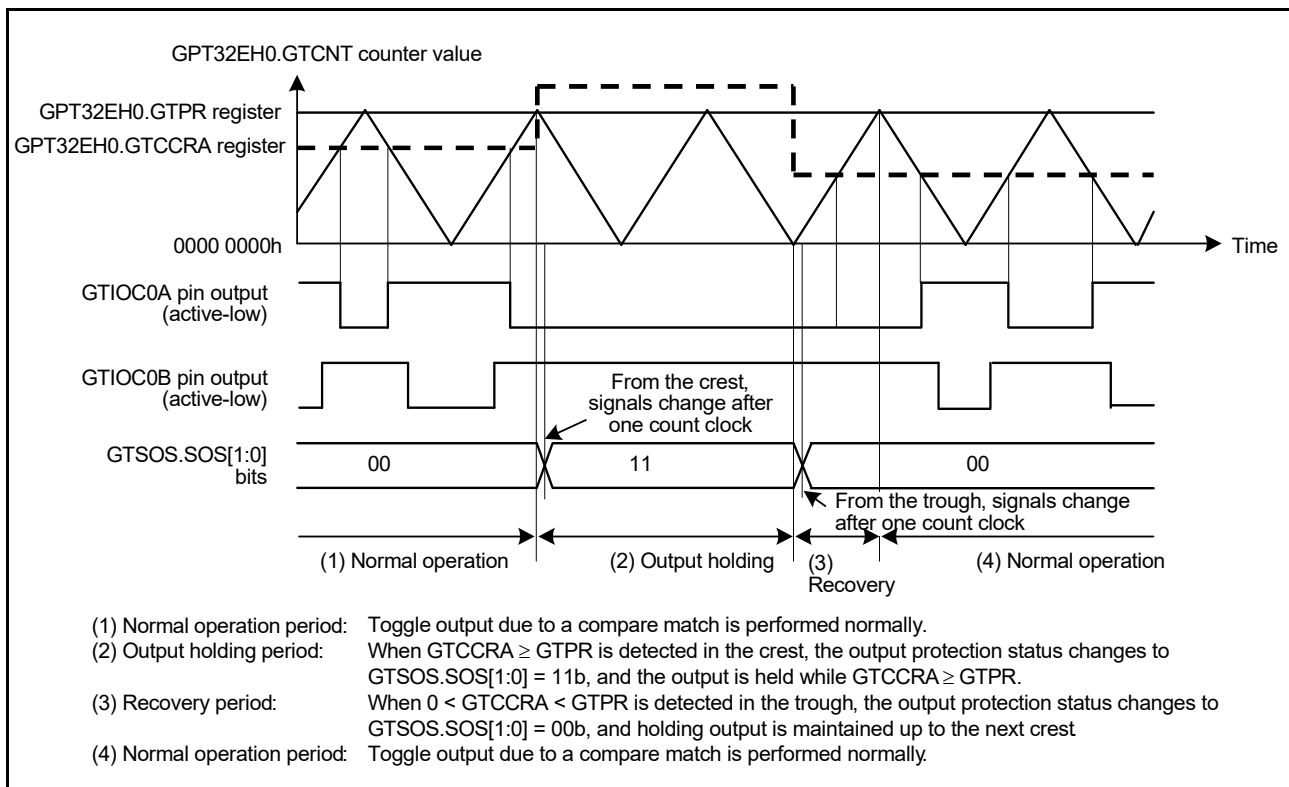 GPT32EH0.GTCNT counter value
GPT32EH0.GTPR register
GPT32EH0.GTCCRA register
0000 0000h
Time
GTIOC0A pin output
(active-low)
GTIOC0B pin output
(active-low)
From the crest,
signals change after
one count clock
GTSOS.SOS[1:0]
bits
00
11
00
From the trough, signals change
after one count clock
(1) Normal operation
(2) Output holding
(3)
Recovery
(4) Normal operation
(1) Normal operation period: Toggle output due to a compare match is performed normally.
(2) Output holding period: When GTCCRA ≥ GTPR is detected in the crest, the output protection status changes to
GTSOS.SOS[1:0] = 11b, and the output is held while GTCCRA ≥ GTPR.
(3) Recovery period: When 0 < GTCCRA < GTPR is detected in the trough, the output protection status changes to
GTSOS.SOS[1:0] = 00b, and holding output is maintained up to the next crest
(4) Normal operation period: Toggle output due to a compare match is performed normally.